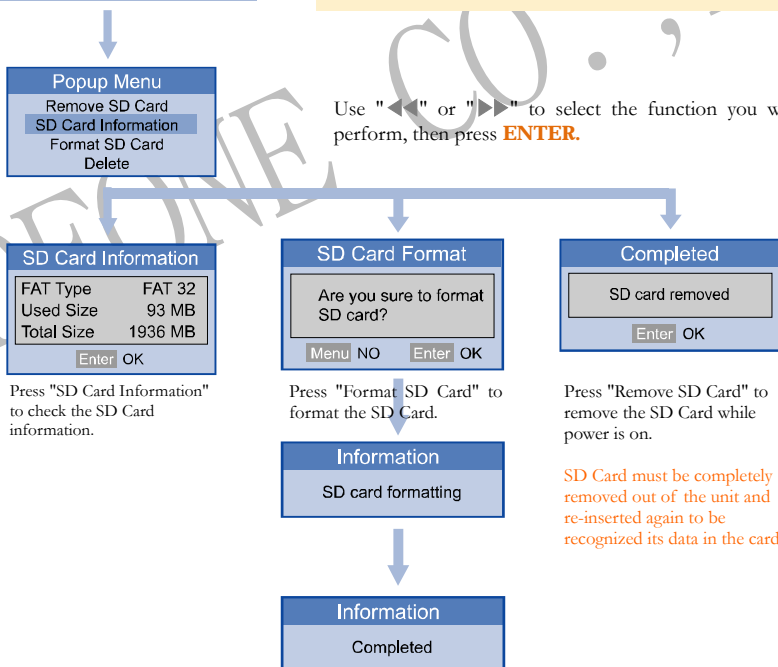 Popup Menu
Remove SD Card
SD Card Information
Format SD Card
Delete
Use "◀◀" or "▶▶" to select the function you
perform, then press ENTER.
SD Card Information
FAT Type FAT 32
Used Size 93 MB
Total Size 1936 MB
Enter OK
Press "SD Card Information"
to check the SD Card
information.
SD Card Format
Are you sure to format
SD card?
Menu NO Enter OK
Press "Format SD Card" to
format the SD Card.
Information
SD card formatting
Information
Completed
Completed
SD card removed
Enter OK
Press "Remove SD Card" to
remove the SD Card while
power is on.
SD Card must be completely
removed out of the unit and
re-inserted again to be
recognized its data in the card
CO.,